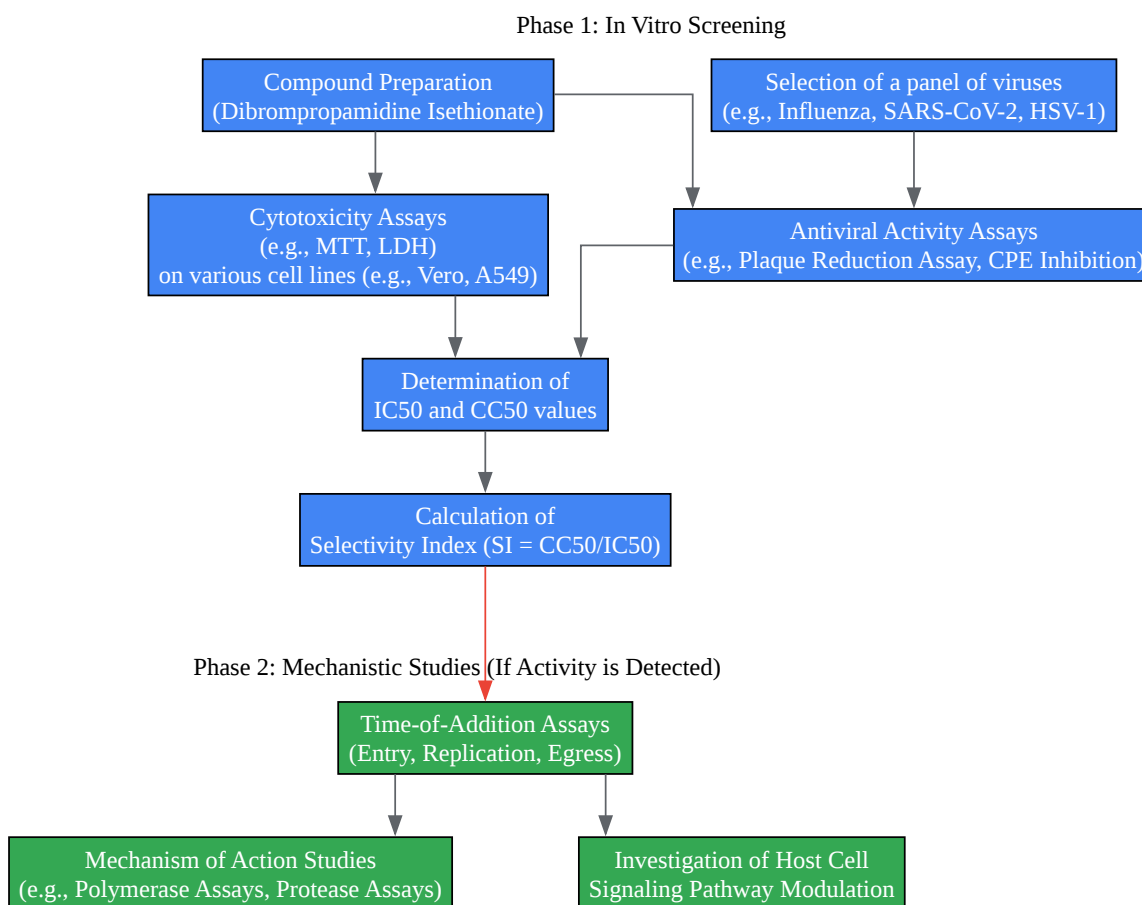 Phase 1: In Vitro Screening
Compound Preparation
(Dibrompropamidine Isethionate)
Selection of a panel of viruses
(e.g., Influenza, SARS-CoV-2, HSV-1)
Cytotoxicity Assays
(e.g., MTT, LDH)
on various cell lines (e.g., Vero, A549)
Antiviral Activity Assays
(e.g., Plaque Reduction Assay, CPE Inhibition)
Determination of
IC50 and CC50 values
Calculation of
Selectivity Index (SI = CC50/IC50)
Phase 2: Mechanistic Studies (If Activity is Detected)
Time-of-Addition Assays
(Entry, Replication, Egress)
Mechanism of Action Studies
(e.g., Polymerase Assays, Protease Assays)
Investigation of Host Cell
Signaling Pathway Modulation